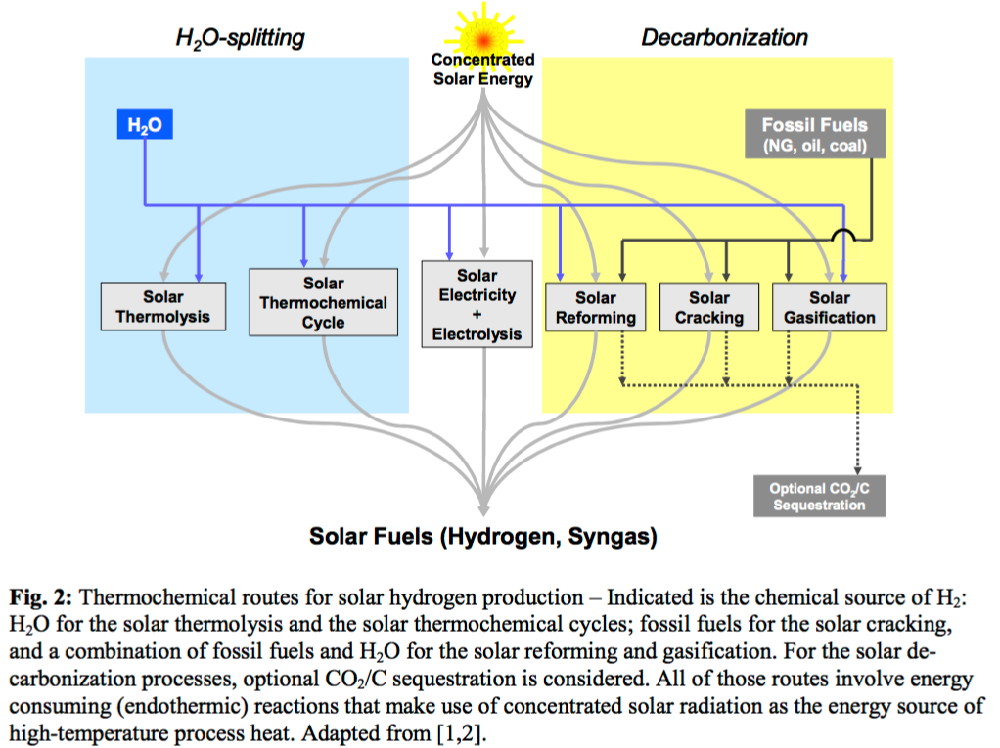 H₂O-splitting
Concentrated
Solar Energy
Decarbonization
H₂O
Fossil Fuels
(NG, oil, coal)
Solar
Thermolysis
Solar
Thermochemical
Cycle
Solar
Electricity
+
Electrolysis
Solar
Reforming
Solar
Cracking
Solar
Gasification
Optional CO₂/C
Sequestration
Solar Fuels (Hydrogen, Syngas)
Fig. 2: Thermochemical routes for solar hydrogen production – Indicated is the chemical source of H₂:
H₂O for the solar thermolysis and the solar thermochemical cycles; fossil fuels for the solar cracking,
and a combination of fossil fuels and H₂O for the solar reforming and gasification. For the solar de-
carbonization processes, optional CO₂/C sequestration is considered. All of those routes involve energy
consuming (endothermic) reactions that make use of concentrated solar radiation as the energy source of
high-temperature process heat. Adapted from [1,2].